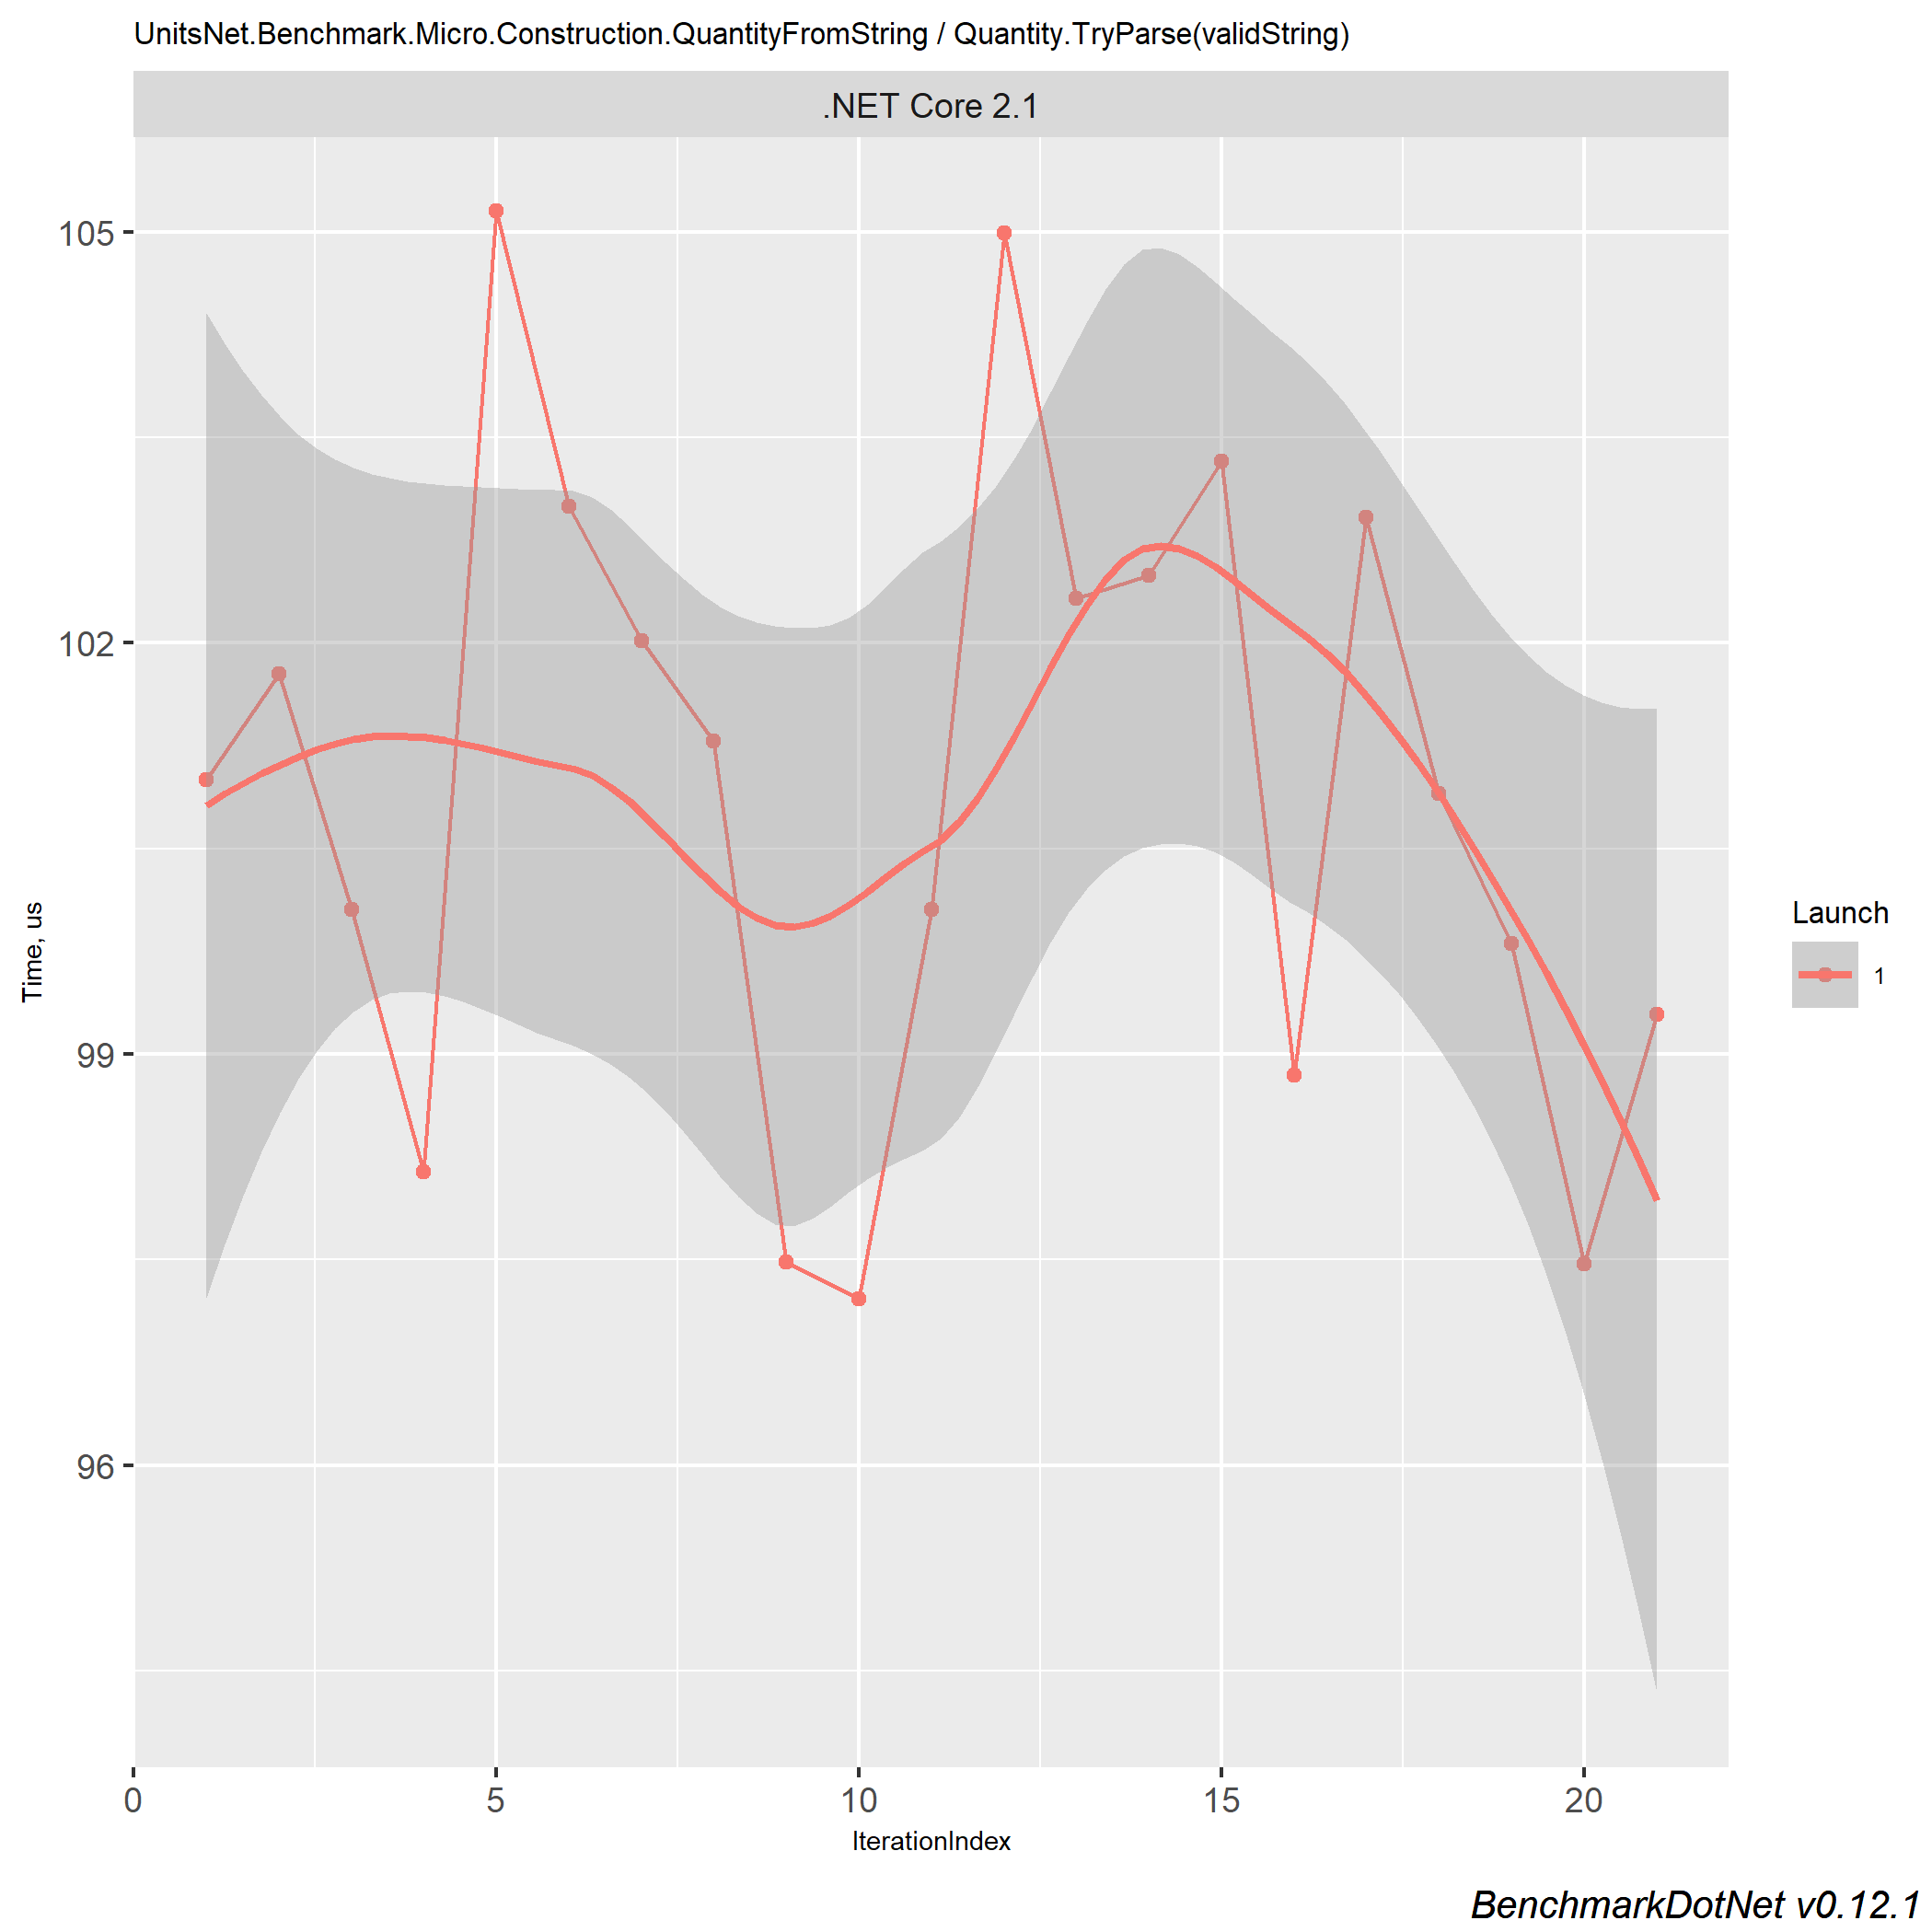 UnitsNet.Benchmark.Micro.Construction.QuantityFromString / Quantity.TryParse(validString)
.NET Core 2.1
105
102
99
96
Time, us
0 5 10 15 20
IterationIndex
Launch
1
BenchmarkDotNet v0.12.1